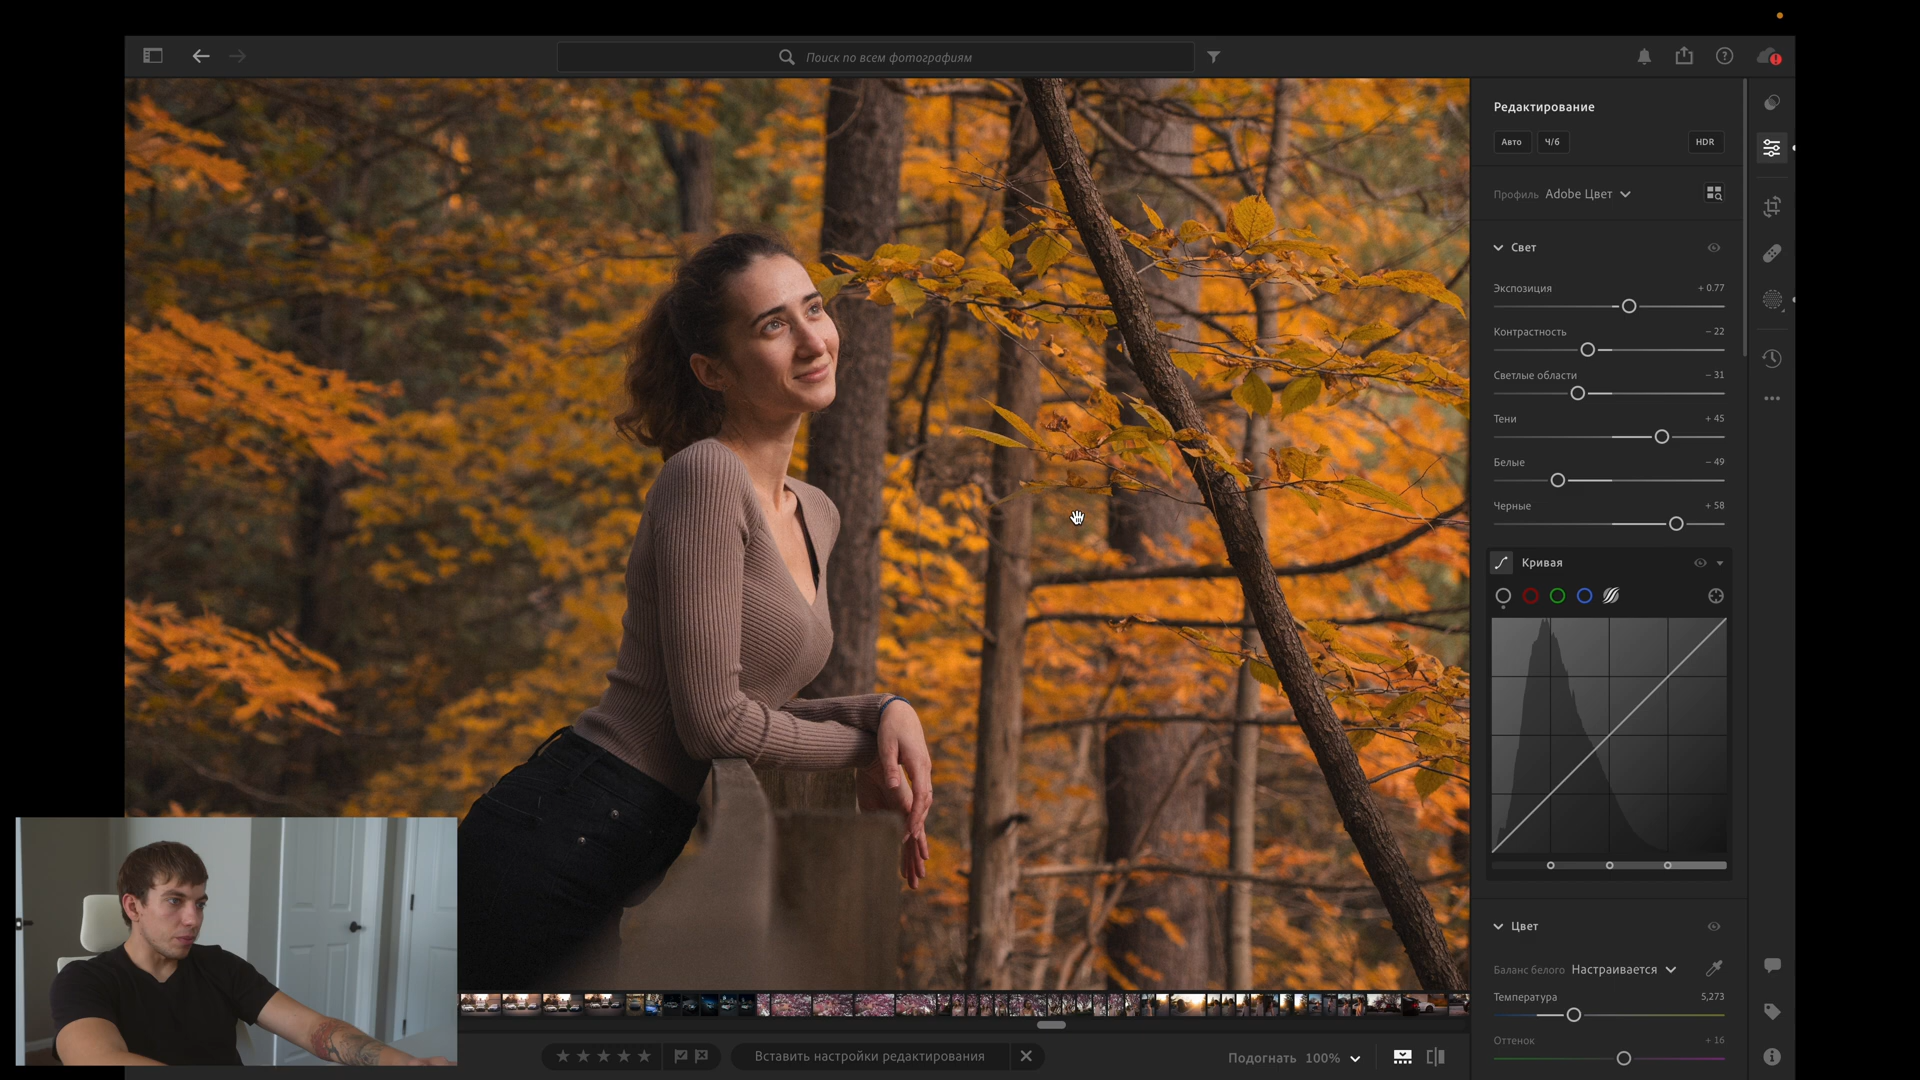 Поиск по всем фотографиям
Редактирование
Авто Ч/б HDR
Профиль Adobe Цвет
Свет
Экспозиция + 0.77
Контрастность – 22
Светлые области – 31
Тени + 45
Белые – 49
Черные + 58
Кривая
Цвет
Баланс белого Настраивается
Температура 5,273
Оттенок + 16
Вставить настройки редактирования
Подогнать 100%